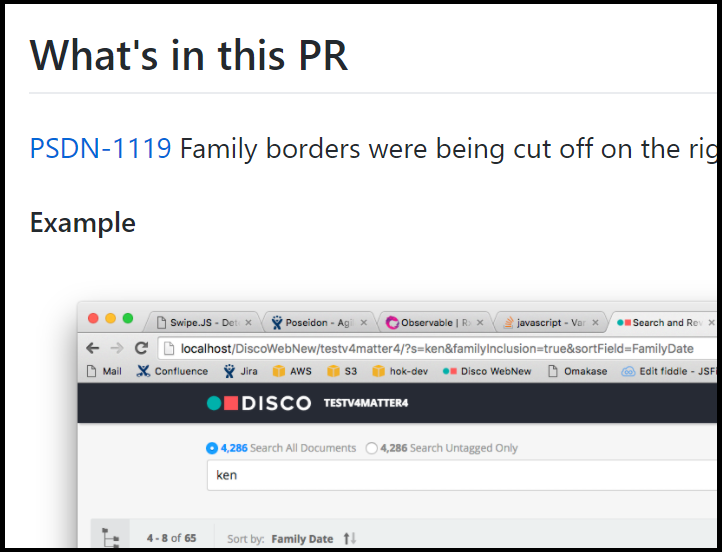 What's in this PR
PSDN-1119 Family borders were being cut off on the rig
Example
Swipe.JS - Det Poseidon - Agi Observable | Rx javascript - Var Search and Rev
localhost/DiscoWebNew/testv4matter4/?s=ken&familyInclusion=true&sortField=FamilyDate
Mail Confluence Jira AWS S3 hok-dev Disco WebNew Omakase Edit fiddle - JSFi
DISCO TESTV4MATTER4
4,286 Search All Documents 4,286 Search Untagged Only
ken
4 - 8 of 65 Sort by: Family Date